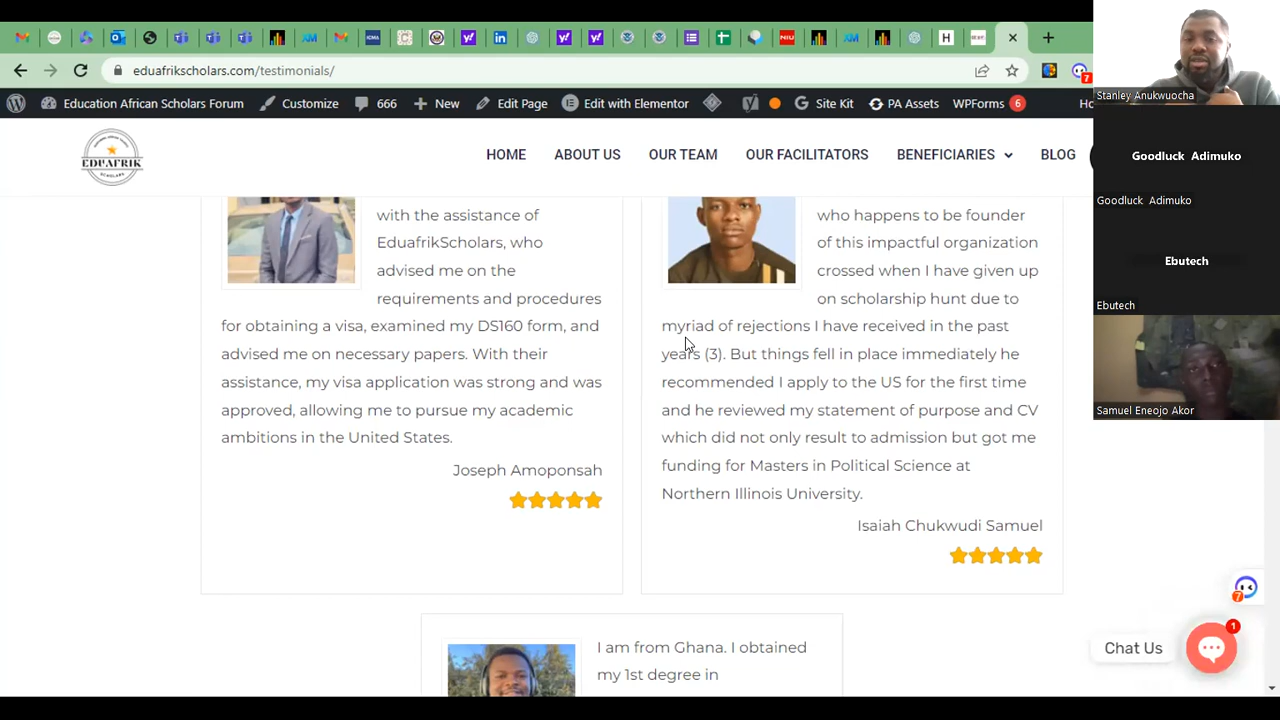 eduafrikscholars.com/testimonials/
7
Education African Scholars Forum
Customize
666
New
Edit Page
Edit with Elementor
Site Kit
PA Assets
WPForms
6
Ho
EDUAFRIK
SCHOLARS
HOME
ABOUT US
OUR TEAM
OUR FACILITATORS
BENEFICIARIES
BLOG
with the assistance of
EduafrikScholars, who
advised me on the
requirements and procedures
for obtaining a visa, examined my DS160 form, and
advised me on necessary papers. With their
assistance, my visa application was strong and was
approved, allowing me to pursue my academic
ambitions in the United States.
Joseph Amoponsah
who happens to be founder
of this impactful organization
crossed when I have given up
on scholarship hunt due to
myriad of rejections I have received in the past
years (3). But things fell in place immediately he
recommended I apply to the US for the first time
and he reviewed my statement of purpose and CV
which did not only result to admission but got me
funding for Masters in Political Science at
Northern Illinois University.
Isaiah Chukwudi Samuel
I am from Ghana. I obtained
my 1st degree in
7
1
Chat Us
Stanley Anukwuocha
Goodluck Adimuko
Goodluck Adimuko
Ebutech
Ebutech
Samuel Eneojo Akor